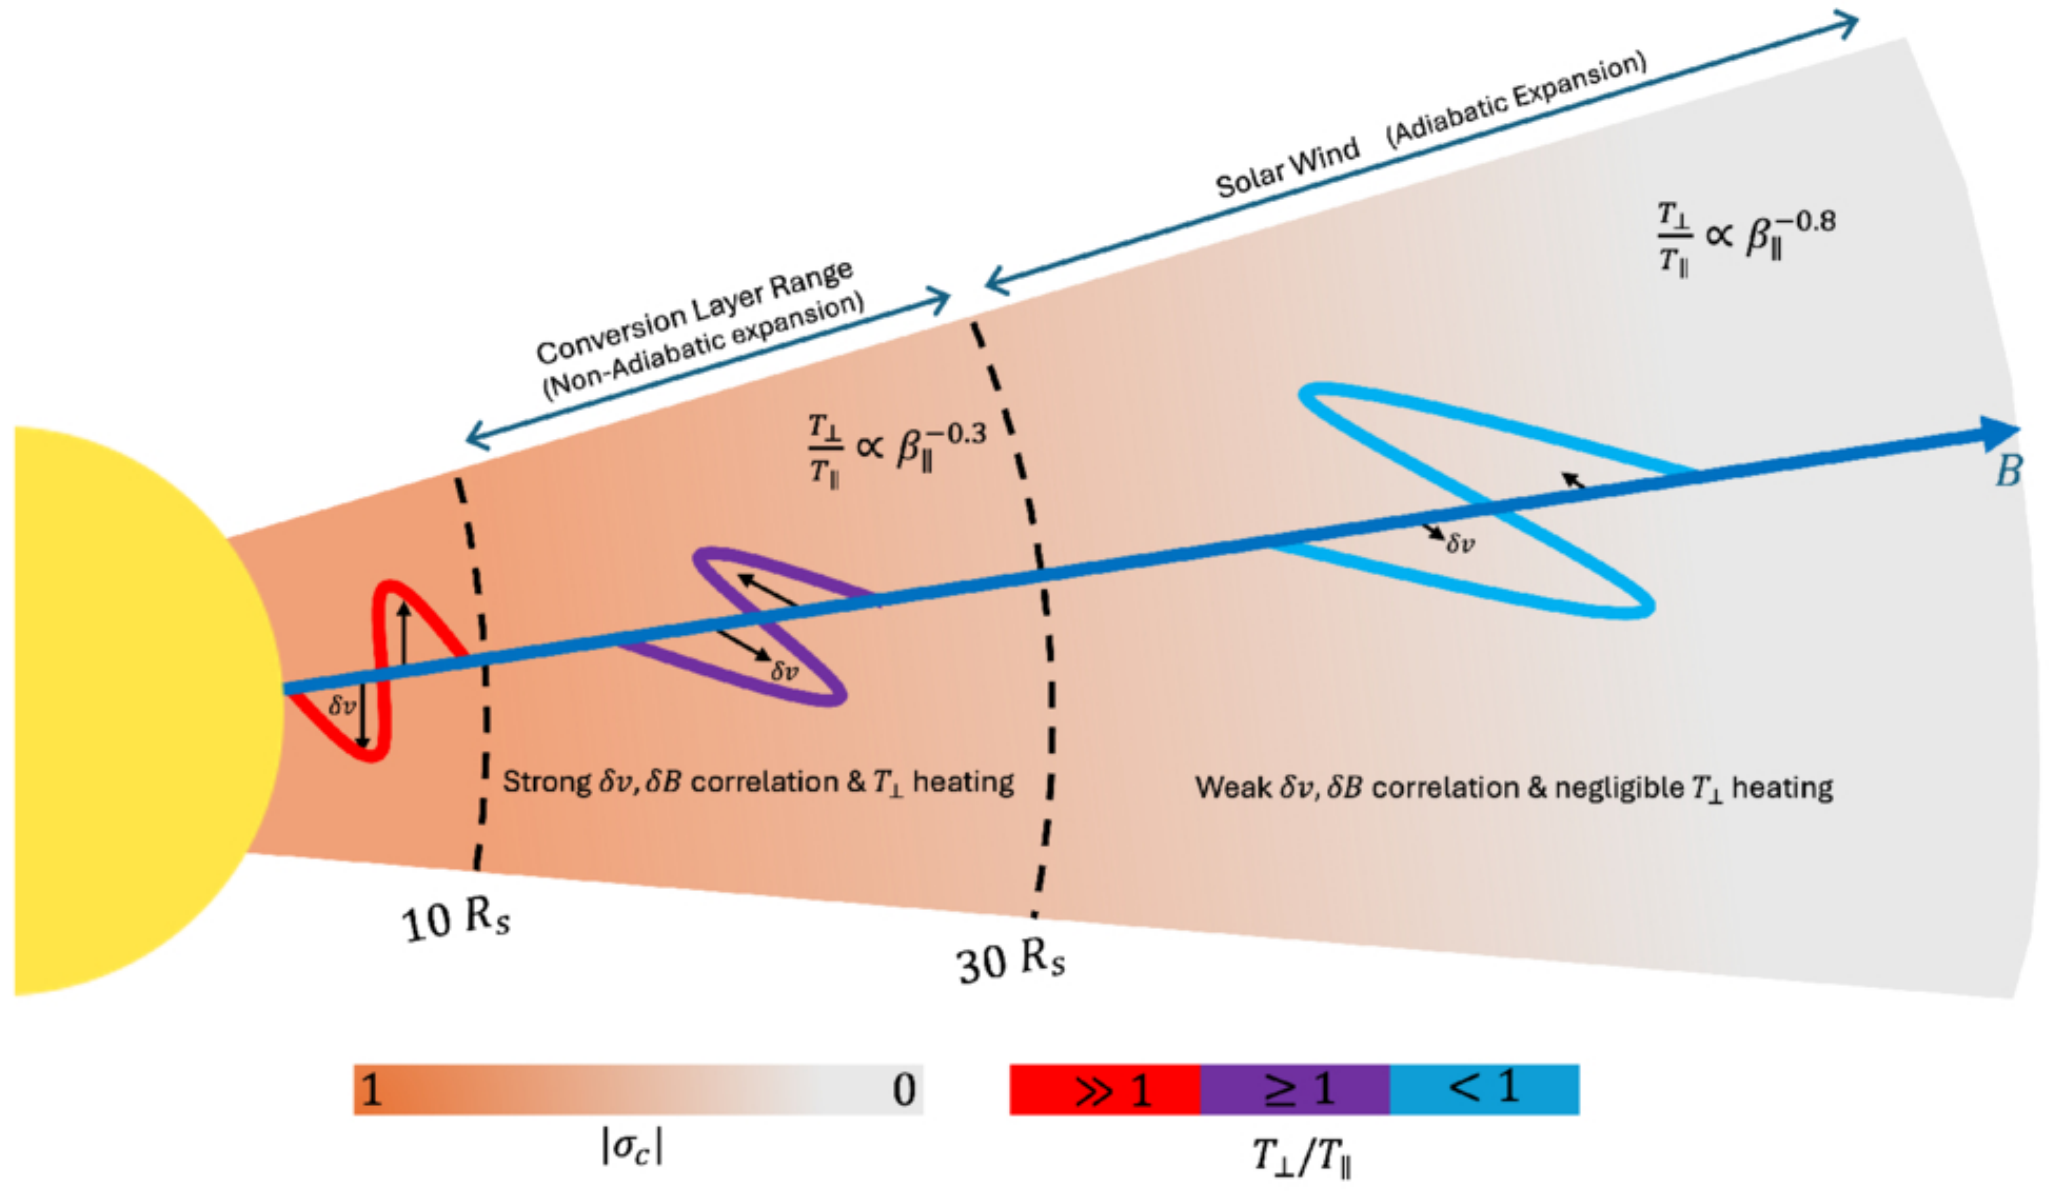 Solar Wind (Adiabatic Expansion)
Conversion Layer Range
(Non-Adiabatic expansion)
T⊥/T∥ ∝ β∥^−0.8
T⊥/T∥ ∝ β∥^−0.3
B
δv
δv
δv
Strong δv, δB correlation & T⊥ heating
Weak δv, δB correlation & negligible T⊥ heating
10 Rs
30 Rs
1 0
|σc|
≫ 1 ≥ 1 < 1
T⊥/T∥